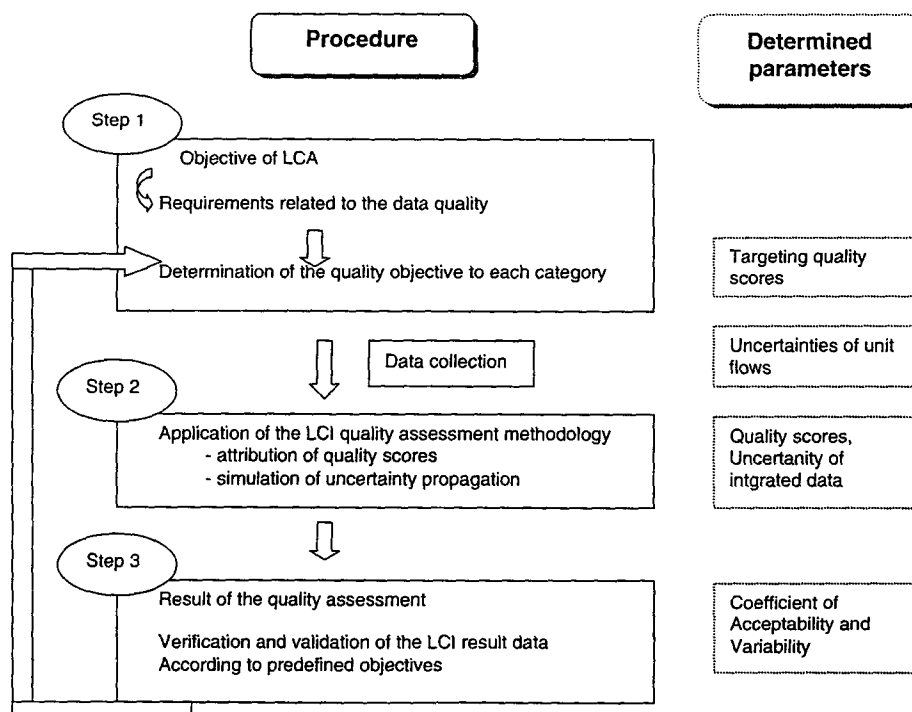 Procedure
Determined
parameters
Step 1
Objective of LCA
Requirements related to the data quality
Determination of the quality objective to each category
Targeting quality
scores
Data collection
Uncertainties of unit
flows
Step 2
Application of the LCI quality assessment methodology
- attribution of quality scores
- simulation of uncertainty propagation
Quality scores,
Uncertanity of
intgrated data
Step 3
Result of the quality assessment
Verification and validation of the LCI result data
According to predefined objectives
Coefficient of
Acceptability and
Variability